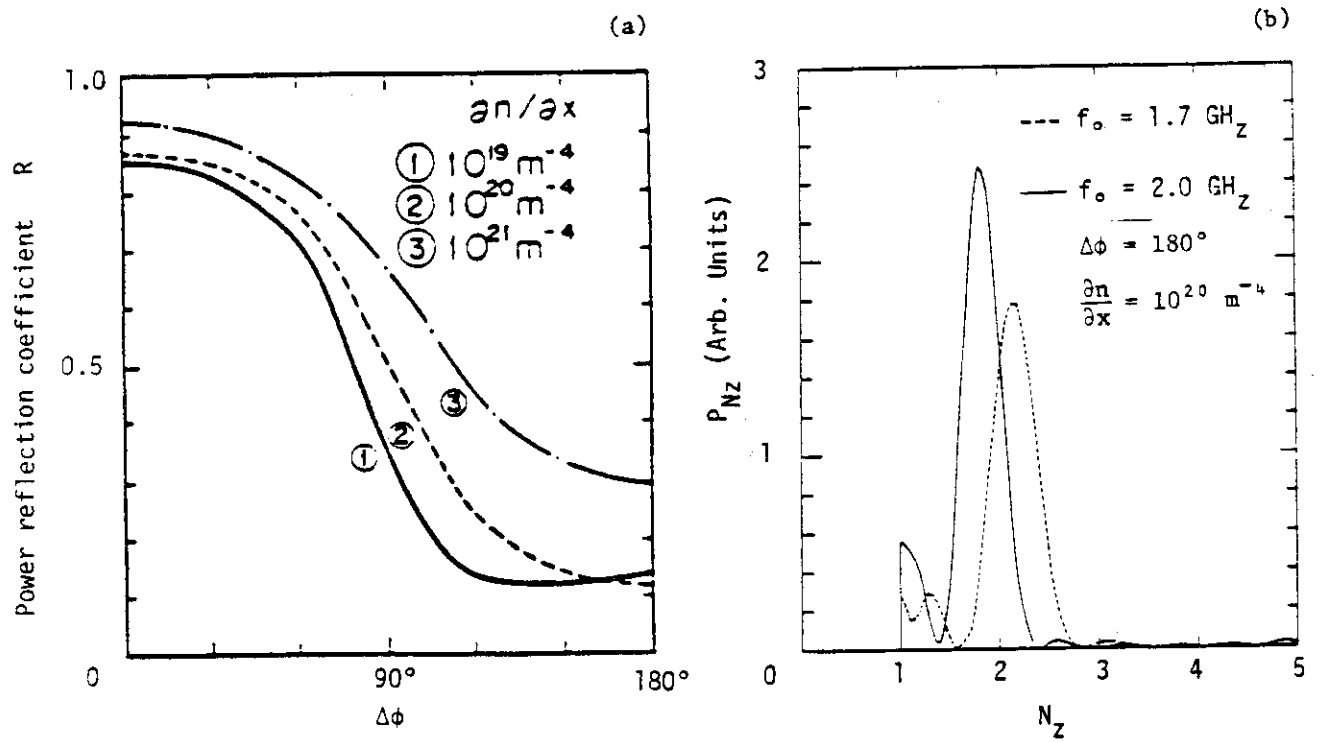 (a)
1.0
0.5
0
90°
180°
Δφ
Power reflection coefficient R
∂n/∂x
① 10¹⁹ m⁻⁴
② 10²⁰ m⁻⁴
③ 10²¹ m⁻⁴
③
②
①
(b)
3
2
1
0
1
2
3
4
5
N_z
P_Nz (Arb. Units)
--- f₀ = 1.7 GH_z
— f₀ = 2.0 GH_z
Δφ = 180°
∂n/∂x = 10²⁰ m⁻⁴